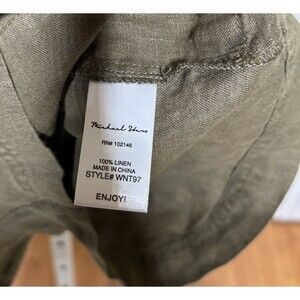 Michael Stars
RN# 102146
100% LINEN
MADE IN CHINA
STYLE# WNT97
ENJOY!